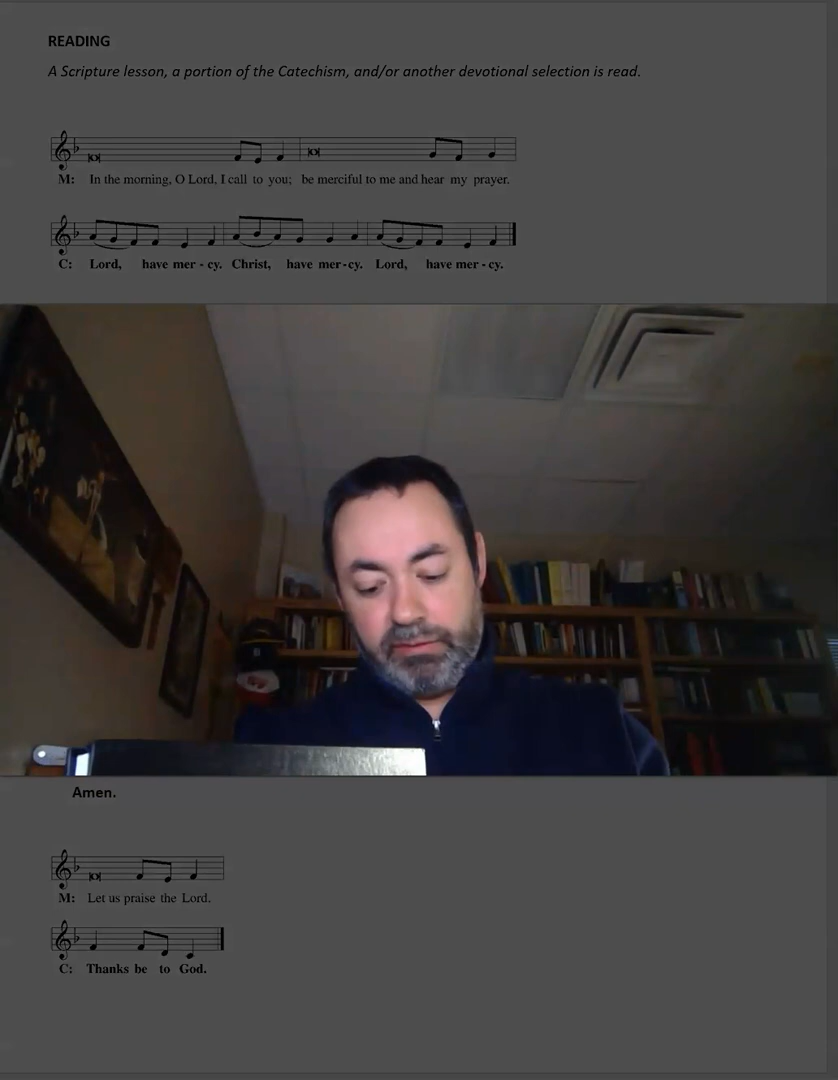 READING
A Scripture lesson, a portion of the Catechism, and/or another devotional selection is read.
M: In the morning, O Lord, I call to you; be merciful to me and hear my prayer.
C: Lord, have mer - cy. Christ, have mer - cy. Lord, have mer - cy.
Amen.
M: Let us praise the Lord.
C: Thanks be to God.